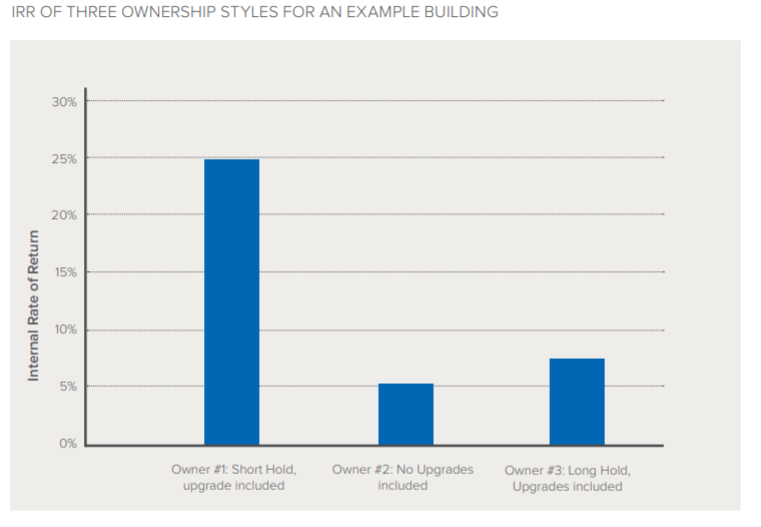 IRR OF THREE OWNERSHIP STYLES FOR AN EXAMPLE BUILDING
Internal Rate of Return
30%
25%
20%
15%
10%
5%
0%
Owner #1: Short Hold,
upgrade included
Owner #2: No Upgrades
included
Owner #3: Long Hold,
Upgrades included